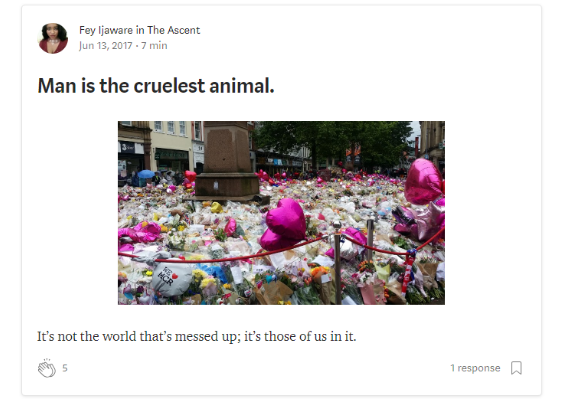 Fey Ijaware in The Ascent
Jun 13, 2017 · 7 min
Man is the cruelest animal.
It's not the world that's messed up; it's those of us in it.
5
1 response